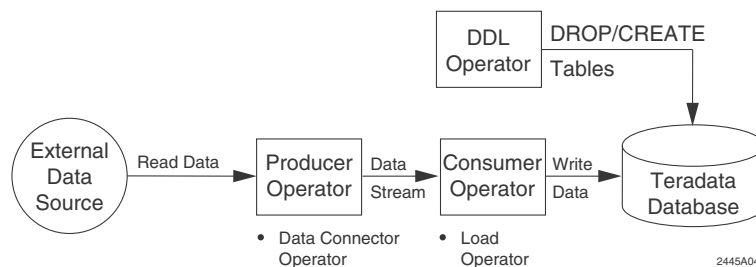 DDL
Operator
DROP/CREATE
Tables
External
Data
Source
Read Data
Producer
Operator
Data
Stream
Consumer
Operator
Write
Data
Teradata
Database
• Data Connector
Operator
• Load
Operator
2445A04